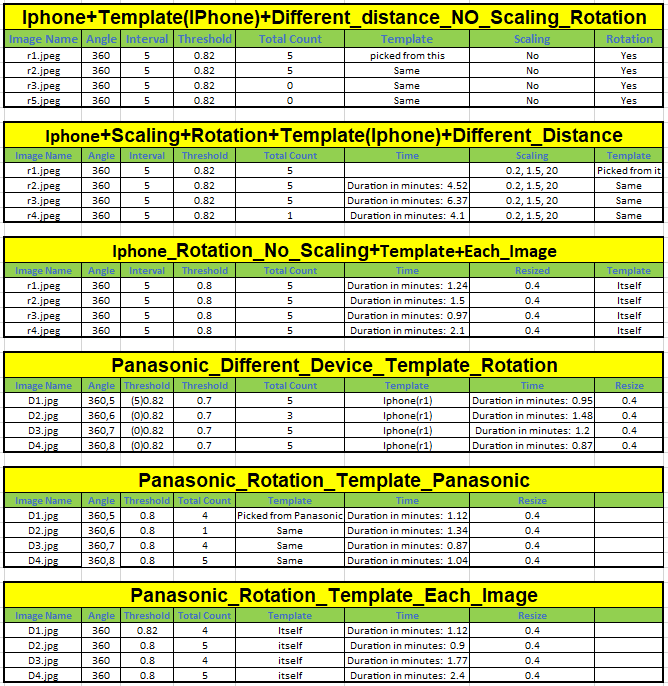 Iphone+Template(IPhone)+Different_distance_NO_Scaling_Rotation
Image Name Angle Interval Threshold Total Count Template Scaling Rotation
r1.jpeg 360 5 0.82 5 picked from this No Yes
r2.jpeg 360 5 0.82 5 Same No Yes
r3.jpeg 360 5 0.82 0 Same No Yes
r5.jpeg 360 5 0.82 0 Same No Yes
Iphone+Scaling+Rotation+Template(Iphone)+Different_Distance
Image Name Angle Interval Threshold Total Count Time Scaling Template
r1.jpeg 360 5 0.82 5 0.2, 1.5, 20 Picked from it
r2.jpeg 360 5 0.82 5 Duration in minutes: 4.52 0.2, 1.5, 20 Same
r3.jpeg 360 5 0.82 5 Duration in minutes: 6.37 0.2, 1.5, 20 Same
r4.jpeg 360 5 0.82 1 Duration in minutes: 4.1 0.2, 1.5, 20 Same
Iphone_Rotation_No_Scaling+Template+Each_Image
Image Name Angle Interval Threshold Total Count Time Resized Template
r1.jpeg 360 5 0.8 5 Duration in minutes: 1.24 0.4 Itself
r2.jpeg 360 5 0.8 5 Duration in minutes: 1.5 0.4 Itself
r3.jpeg 360 5 0.8 5 Duration in minutes: 0.97 0.4 Itself
r4.jpeg 360 5 0.8 5 Duration in minutes: 2.1 0.4 Itself
Panasonic_Different_Device_Template_Rotation
Image Name Angle Threshold Threshold Total Count Template Time Resize
D1.jpg 360,5 (5)0.82 0.7 5 Iphone(r1) Duration in minutes: 0.95 0.4
D2.jpg 360,6 (0)0.82 0.7 3 Iphone(r1) Duration in minutes: 1.48 0.4
D3.jpg 360,7 (0)0.82 0.7 5 Iphone(r1) Duration in minutes: 1.2 0.4
D4.jpg 360,8 (0)0.82 0.7 5 Iphone(r1) Duration in minutes: 0.87 0.4
Panasonic_Rotation_Template_Panasonic
Image Name Angle Threshold Total Count Template Time Resize
D1.jpg 360,5 0.8 4 Picked from Panasonic Duration in minutes: 1.12 0.4
D2.jpg 360,6 0.8 1 Same Duration in minutes: 1.34 0.4
D3.jpg 360,7 0.8 4 Same Duration in minutes: 0.87 0.4
D4.jpg 360,8 0.8 5 Same Duration in minutes: 1.04 0.4
Panasonic_Rotation_Template_Each_Image
Image Name Angle Threshold Total Count Template Time Resize
D1.jpg 360 0.82 4 Itself Duration in minutes: 1.12 0.4
D2.jpg 360 0.8 5 itself Duration in minutes: 0.9 0.4
D3.jpg 360 0.8 4 itself Duration in minutes: 1.77 0.4
D4.jpg 360 0.8 5 itself Duration in minutes: 2.4 0.4